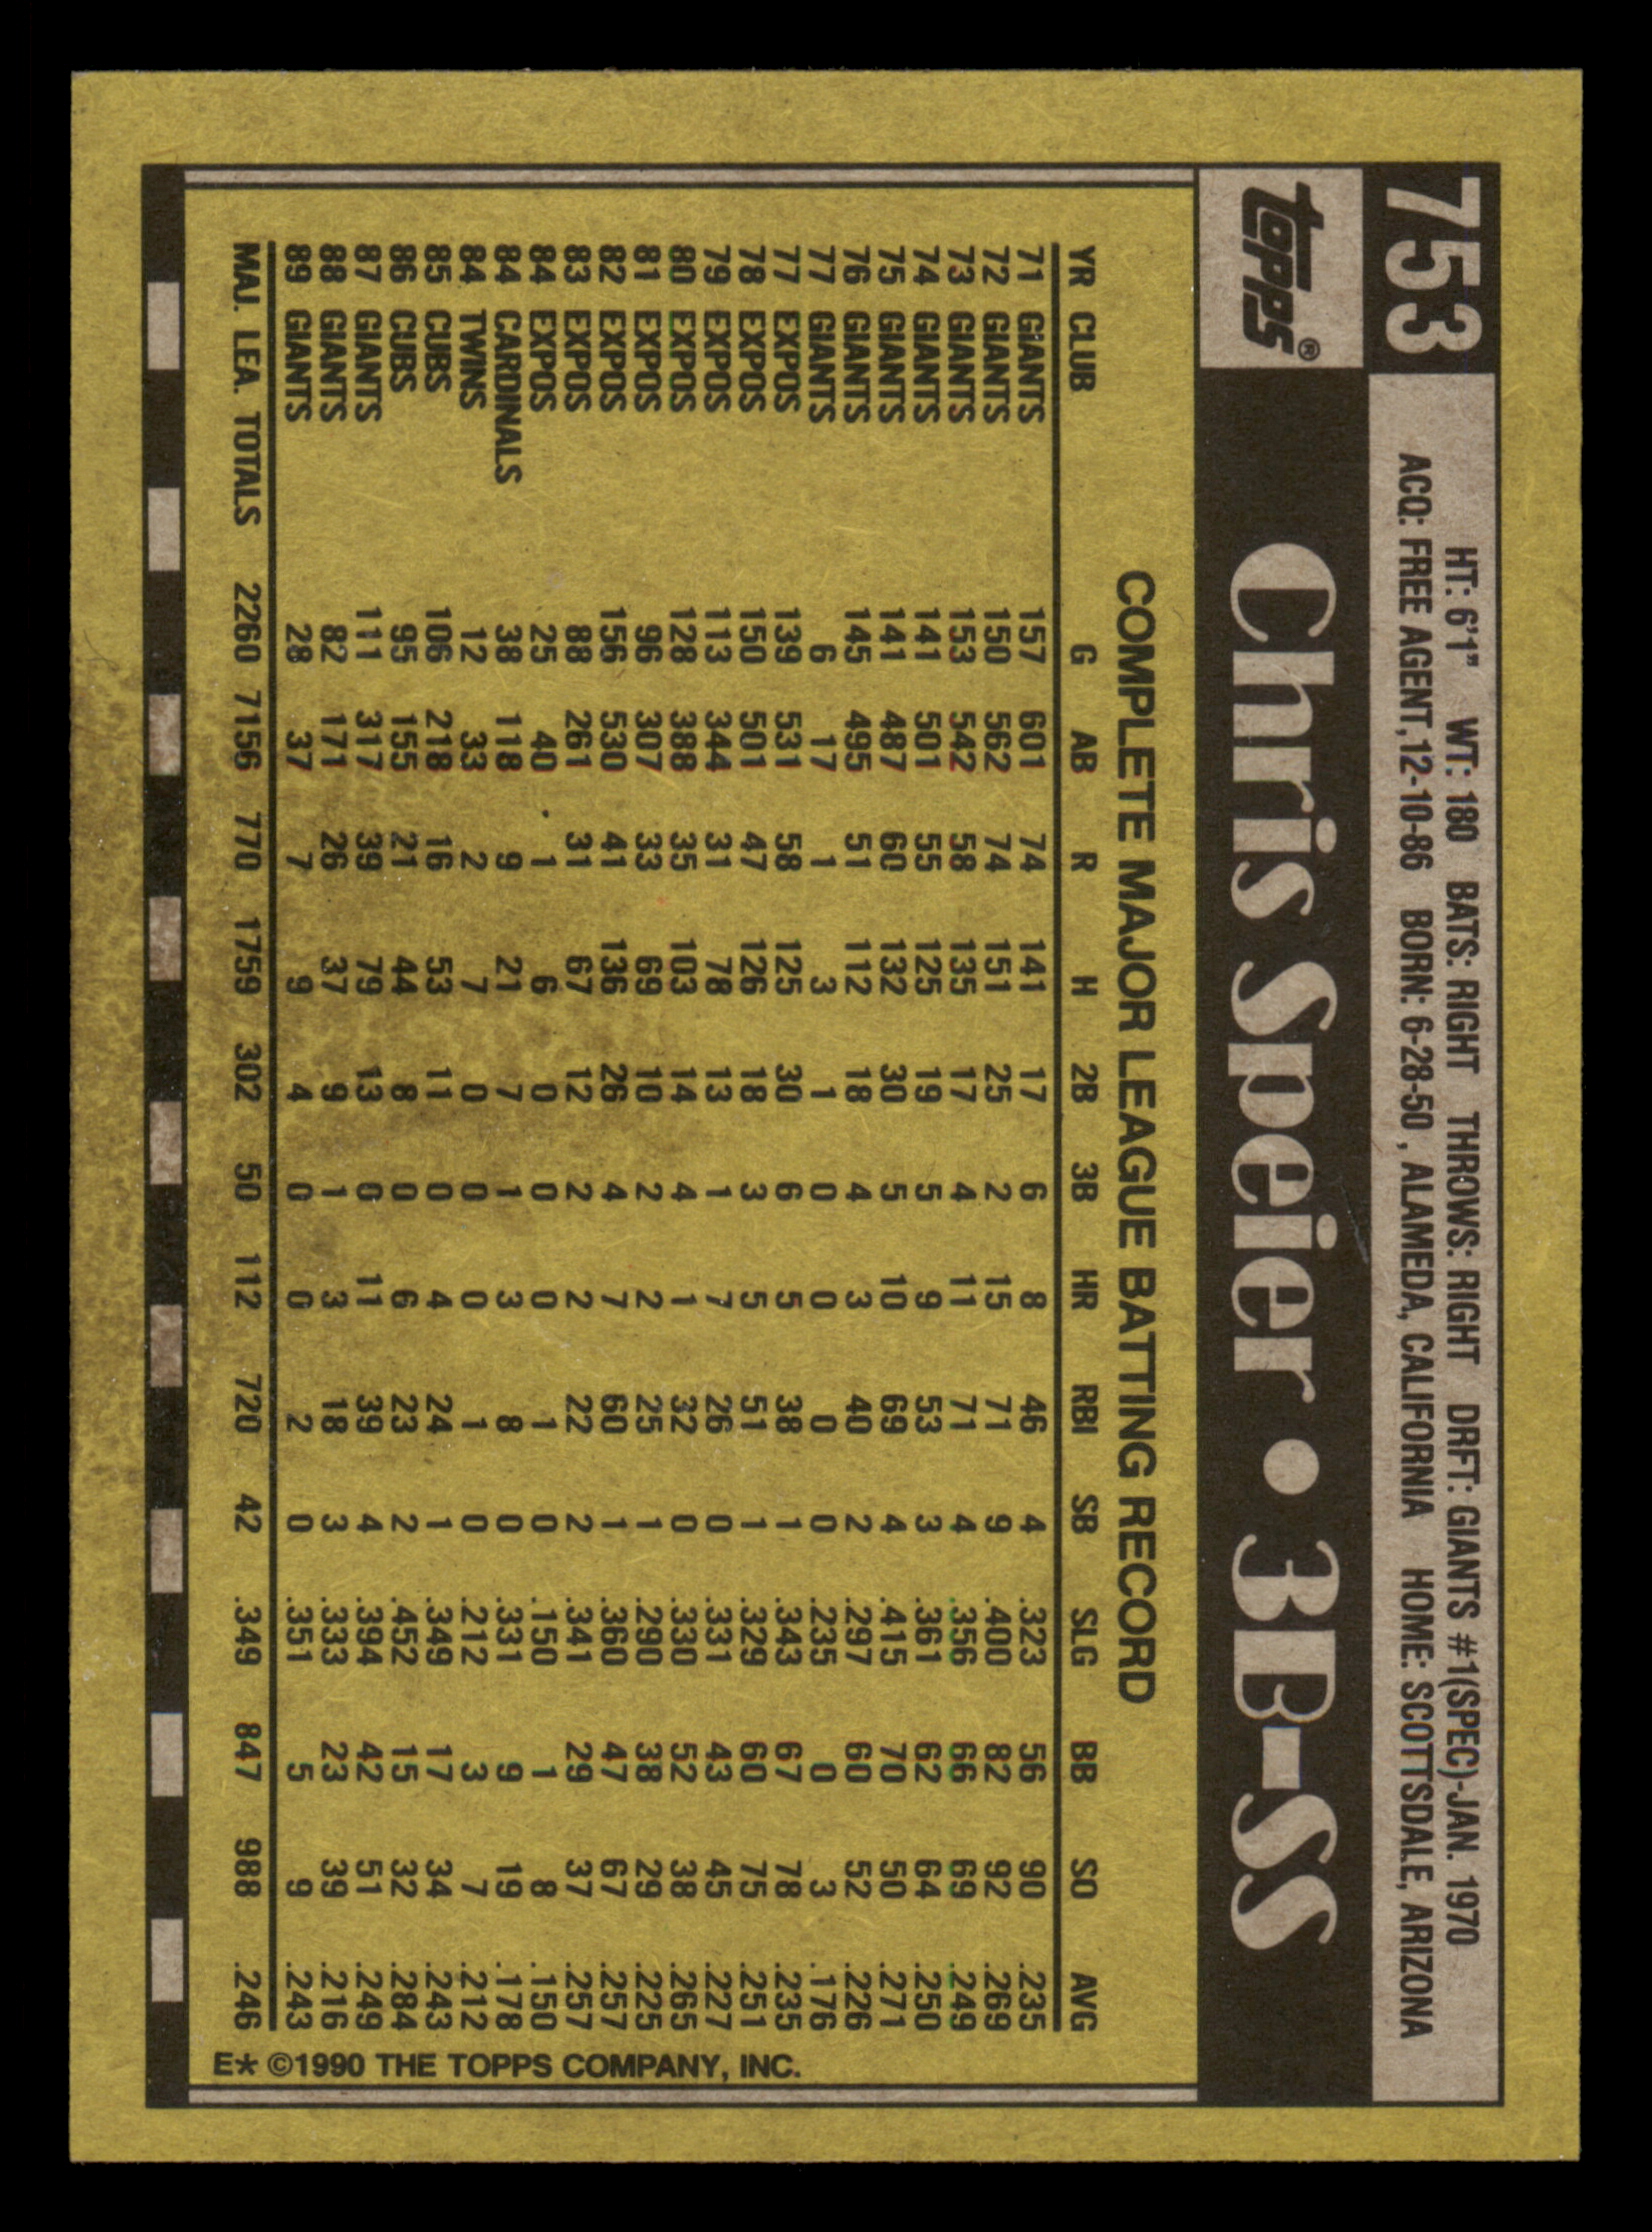 753 HT: 6'1" WT: 180 BATS: RIGHT THROWS: RIGHT DRFT: GIANTS #1(SPEC)-JAN. 1970
ACQ: FREE AGENT, 12-10-86 BORN: 6-28-50, ALAMEDA, CALIFORNIA HOME: SCOTTSDALE, ARIZONA
topps® Chris Speier • 3B-SS
COMPLETE MAJOR LEAGUE BATTING RECORD
YR CLUB G AB R H 2B 3B HR RBI SB SLG BB SO AVG
71 GIANTS 157 601 74 141 17 6 8 46 4 .323 56 90 .235
72 GIANTS 150 562 74 151 25 2 15 71 9 .400 82 92 .269
73 GIANTS 153 542 58 135 17 4 11 71 4 .356 66 69 .249
74 GIANTS 141 501 55 125 19 5 9 53 3 .361 62 64 .250
75 GIANTS 141 487 60 132 30 5 10 69 4 .415 70 50 .271
76 GIANTS 145 495 51 112 18 4 3 40 2 .297 60 52 .226
77 GIANTS 6 17 1 3 1 0 0 0 0 .235 0 3 .176
77 EXPOS 139 531 58 125 30 6 5 38 1 .343 67 78 .235
78 EXPOS 150 501 47 126 18 3 5 51 1 .329 60 75 .251
79 EXPOS 113 344 31 78 13 1 7 26 0 .331 43 45 .227
80 EXPOS 128 388 35 103 14 4 1 32 0 .330 52 38 .265
81 EXPOS 96 307 33 69 10 2 2 25 1 .290 38 29 .225
82 EXPOS 156 530 41 136 26 4 7 60 1 .360 47 67 .257
83 EXPOS 88 261 31 67 12 2 2 22 2 .341 29 37 .257
84 EXPOS 25 40 1 6 0 0 0 1 0 .150 1 8 .150
84 CARDINALS 38 118 9 21 7 1 3 8 0 .331 9 19 .178
84 TWINS 12 33 2 7 0 0 0 1 0 .212 3 7 .212
85 CUBS 106 218 16 53 11 0 4 24 1 .349 17 34 .243
86 CUBS 95 155 21 44 8 0 6 23 2 .452 15 32 .284
87 GIANTS 111 317 39 79 13 0 11 39 4 .394 42 51 .249
88 GIANTS 82 171 26 37 9 1 3 18 3 .333 23 39 .216
89 GIANTS 28 37 7 9 4 0 0 2 0 .351 5 9 .243
MAJ. LEA. TOTALS 2260 7156 770 1759 302 50 112 720 42 .349 847 988 .246
E* ©1990 THE TOPPS COMPANY, INC.